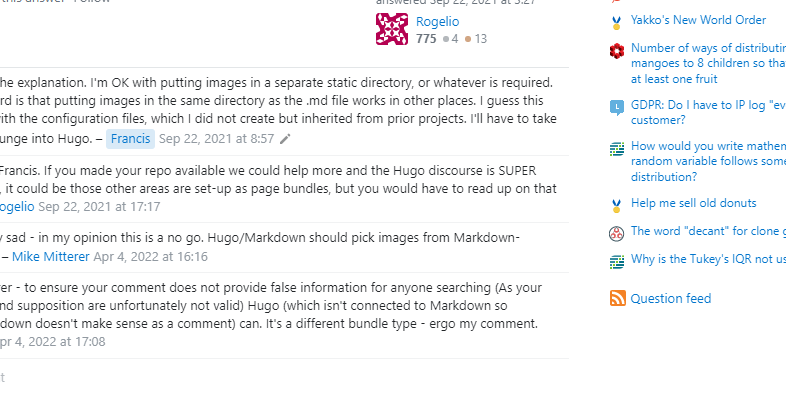 this answer Follow
answered Sep 22, 2021 at 3:27
Rogelio
775 4 13
he explanation. I'm OK with putting images in a separate static directory, or whatever is required.
rd is that putting images in the same directory as the .md file works in other places. I guess this
ith the configuration files, which I did not create but inherited from prior projects. I'll have to take
unge into Hugo. – Francis Sep 22, 2021 at 8:57
Francis. If you made your repo available we could help more and the Hugo discourse is SUPER
, it could be those other areas are set-up as page bundles, but you would have to read up on that
ogelio Sep 22, 2021 at 17:17
y sad - in my opinion this is a no go. Hugo/Markdown should pick images from Markdown-
– Mike Mitterer Apr 4, 2022 at 16:16
er - to ensure your comment does not provide false information for anyone searching (As your
nd supposition are unfortunately not valid) Hugo (which isn't connected to Markdown so
down doesn't make sense as a comment) can. It's a different bundle type - ergo my comment.
pr 4, 2022 at 17:08
t
Yakko's New World Order
Number of ways of distributin
mangoes to 8 children so tha
at least one fruit
GDPR: Do I have to IP log "ev
customer?
How would you write mathem
random variable follows some
distribution?
Help me sell old donuts
The word "decant" for clone g
Why is the Tukey's IQR not us
Question feed